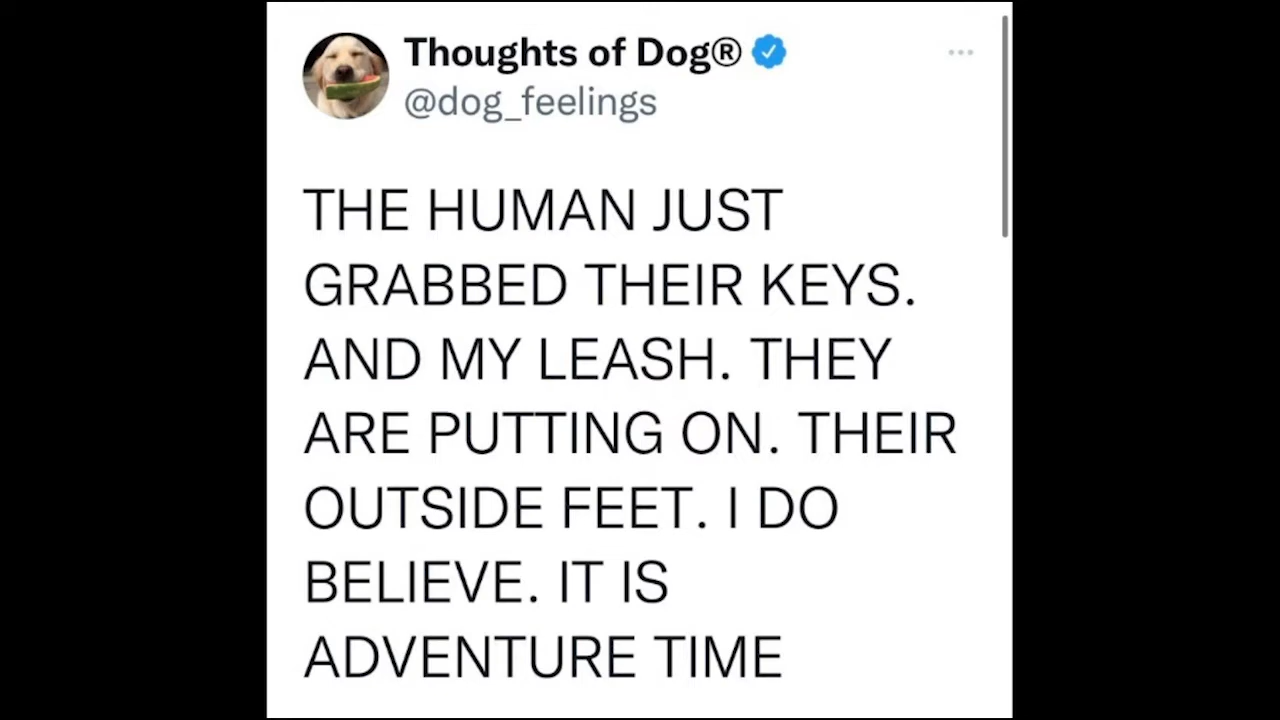 Thoughts of Dog®
@dog_feelings
THE HUMAN JUST
GRABBED THEIR KEYS.
AND MY LEASH. THEY
ARE PUTTING ON. THEIR
OUTSIDE FEET. I DO
BELIEVE. IT IS
ADVENTURE TIME